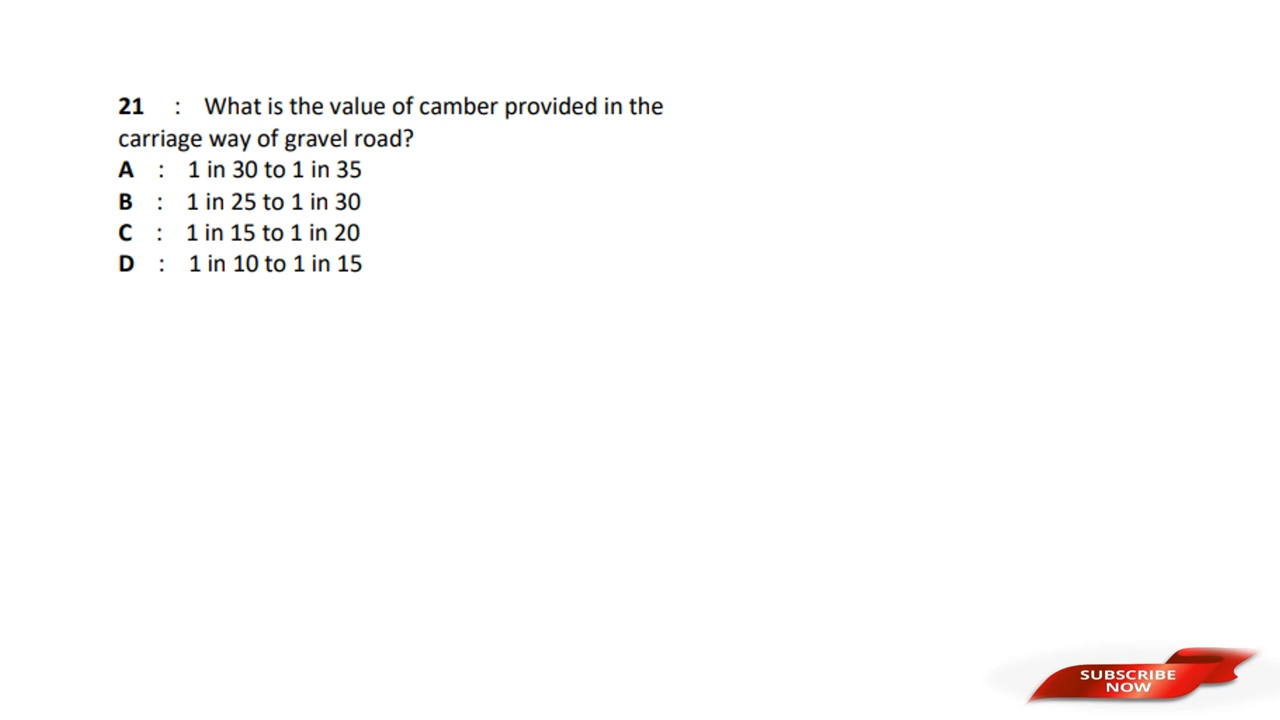 21 : What is the value of camber provided in the
carriage way of gravel road?
A : 1 in 30 to 1 in 35
B : 1 in 25 to 1 in 30
C : 1 in 15 to 1 in 20
D : 1 in 10 to 1 in 15
SUBSCRIBE
NOW